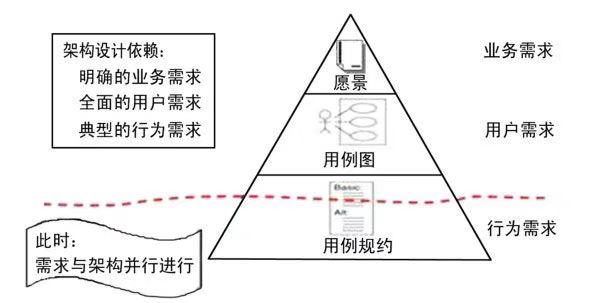 架构设计依赖：
明确的业务需求
全面的用户需求
典型的行为需求
愿景
业务需求
用例图
用户需求
Basic
Alt
用例规约
行为需求
此时：
需求与架构并行进行